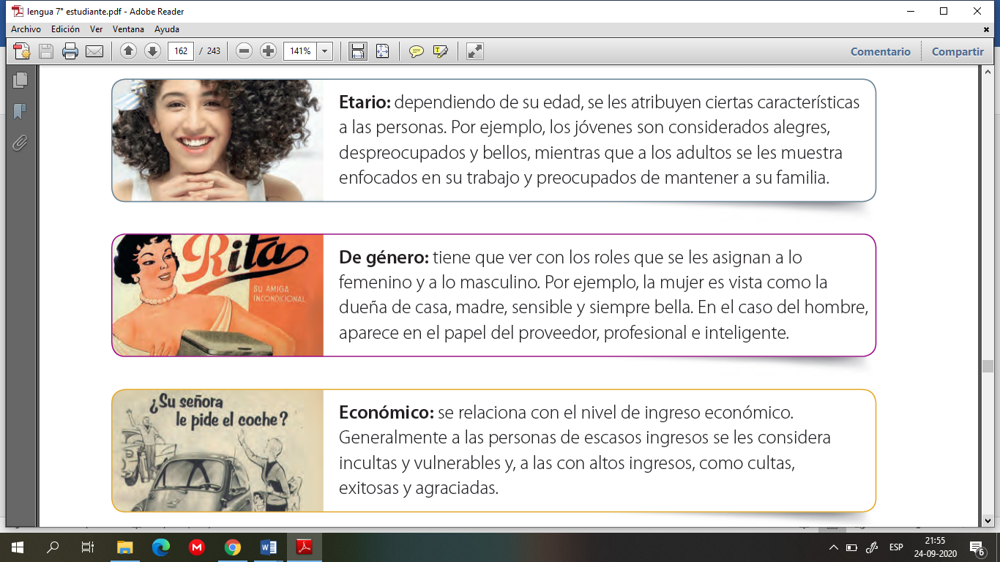 lengua 7° estudiante.pdf - Adobe Reader
Archivo Edición Ver Ventana Ayuda
162 / 243 141% Comentario Compartir
Etario: dependiendo de su edad, se les atribuyen ciertas características
a las personas. Por ejemplo, los jóvenes son considerados alegres,
despreocupados y bellos, mientras que a los adultos se les muestra
enfocados en su trabajo y preocupados de mantener a su familia.
Rita
SU AMIGA
INCONDICIONAL
De género: tiene que ver con los roles que se les asignan a lo
femenino y a lo masculino. Por ejemplo, la mujer es vista como la
dueña de casa, madre, sensible y siempre bella. En el caso del hombre,
aparece en el papel del proveedor, profesional e inteligente.
¿Su señora
le pide el coche?
Económico: se relaciona con el nivel de ingreso económico.
Generalmente a las personas de escasos ingresos se les considera
incultas y vulnerables y, a las con altos ingresos, como cultas,
exitosas y agraciadas.
ESP
21:55
24-09-2020
6